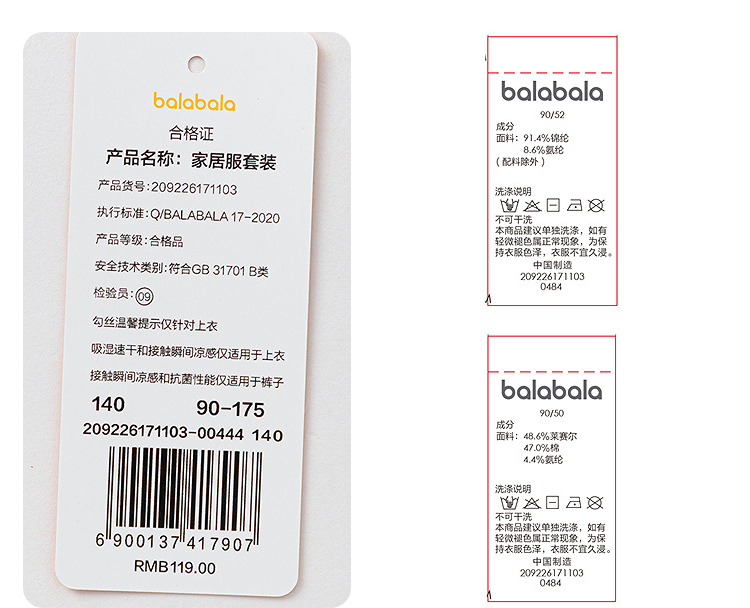 balabala
合格证
产品名称：家居服套装
产品货号:209226171103
执行标准:Q/BALABALA 17-2020
产品等级:合格品
安全技术类别:符合GB 31701 B类
检验员:09
勾丝温馨提示仅针对上衣
吸湿速干和接触瞬间凉感仅适用于上衣
接触瞬间凉感和抗菌性能仅适用于裤子
140 90-175
209226171103-00444 140
6 900137 417907
RMB119.00
balabala
90/52
成分
面料：91.4%锦纶
8.6%氨纶
(配料除外)
洗涤说明
不可干洗
本商品建议单独洗涤，如有
轻微褪色属正常现象，为保
持衣服色泽，衣服不宜久浸。
中国制造
209226171103
0484
balabala
90/50
成分
面料：48.6%莱赛尔
47.0%棉
4.4%氨纶
洗涤说明
不可干洗
本商品建议单独洗涤，如有
轻微褪色属正常现象，为保
持衣服色泽，衣服不宜久浸。
中国制造
209226171103
0484